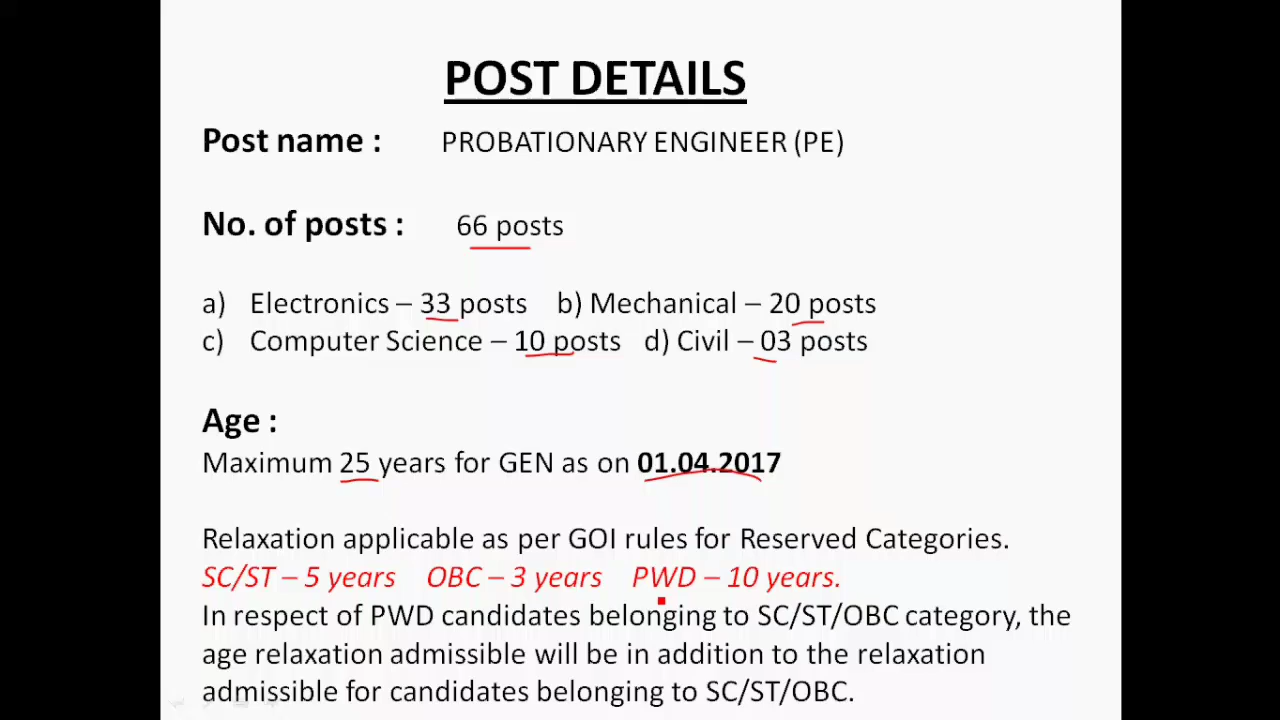 POST DETAILS
Post name : PROBATIONARY ENGINEER (PE)
No. of posts : 66 posts
a) Electronics – 33 posts b) Mechanical – 20 posts
c) Computer Science – 10 posts d) Civil – 03 posts
Age :
Maximum 25 years for GEN as on 01.04.2017
Relaxation applicable as per GOI rules for Reserved Categories.
SC/ST – 5 years OBC – 3 years PWD – 10 years.
In respect of PWD candidates belonging to SC/ST/OBC category, the
age relaxation admissible will be in addition to the relaxation
admissible for candidates belonging to SC/ST/OBC.